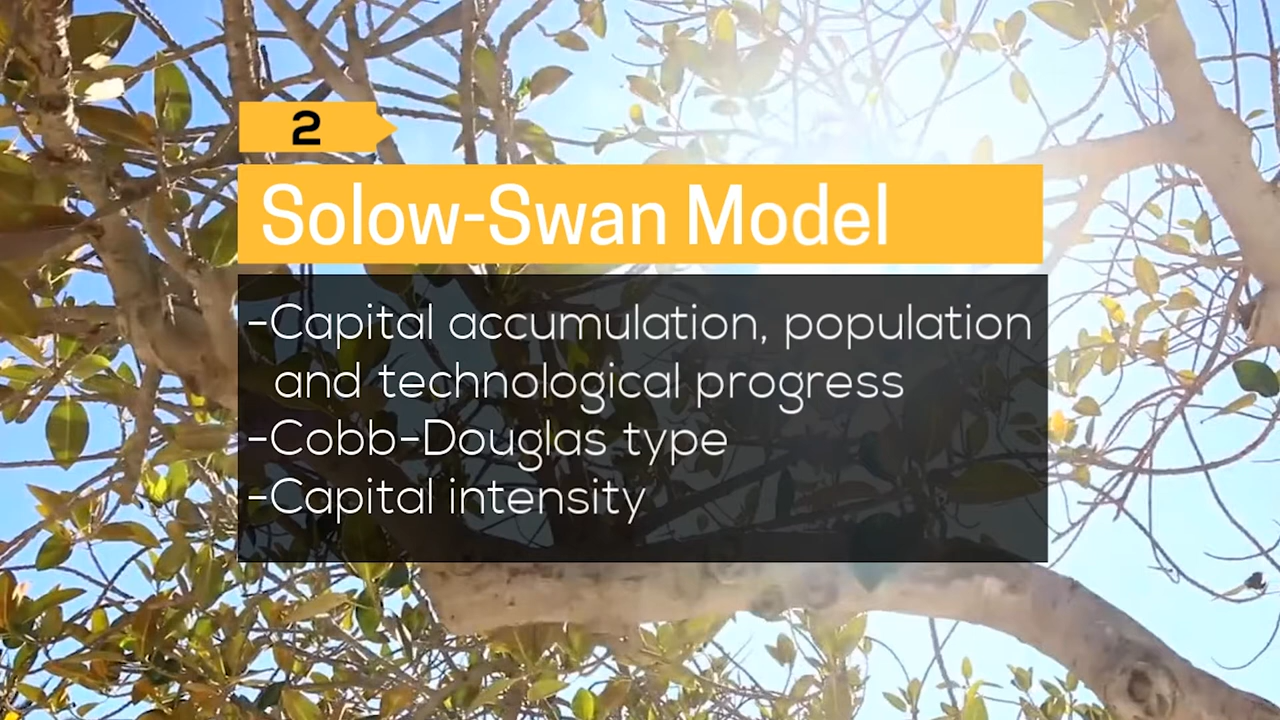 2
Solow-Swan Model
-Capital accumulation, population
and technological progress
-Cobb-Douglas type
-Capital intensity